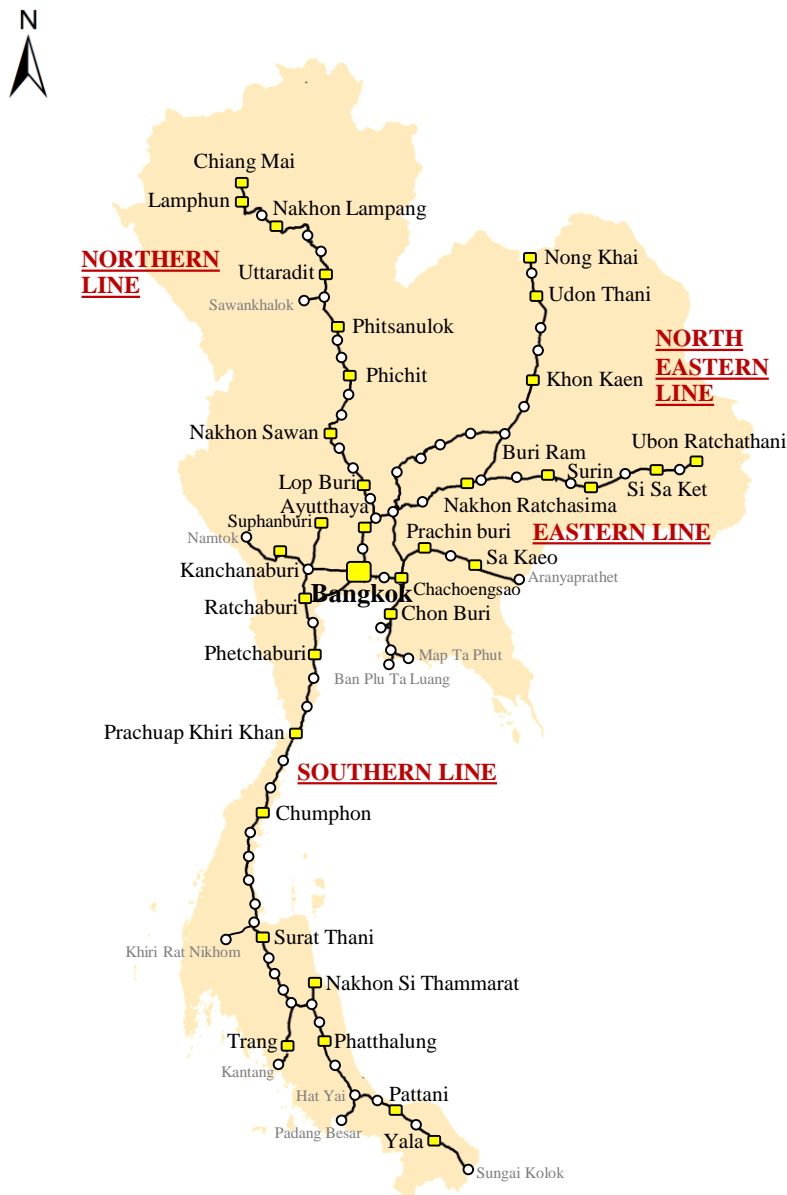 N
Chiang Mai
Lamphun
Nakhon Lampang
NORTHERN
LINE
Uttaradit
Sawankhalok
Nong Khai
Udon Thani
Phitsanulok
NORTH
EASTERN
LINE
Phichit
Khon Kaen
Nakhon Sawan
Buri Ram
Ubon Ratchathani
Lop Buri
Surin
Si Sa Ket
Ayutthaya
Nakhon Ratchasima
Suphanburi
Prachin buri
EASTERN LINE
Namtok
Sa Kaeo
Kanchanaburi
Aranyaprathet
Bangkok
Chachoengsao
Ratchaburi
Chon Buri
Phetchaburi
Map Ta Phut
Ban Plu Ta Luang
Prachuap Khiri Khan
SOUTHERN LINE
Chumphon
Surat Thani
Khiri Rat Nikhom
Nakhon Si Thammarat
Trang
Phatthalung
Kantang
Hat Yai
Pattani
Padang Besar
Yala
Sungai Kolok